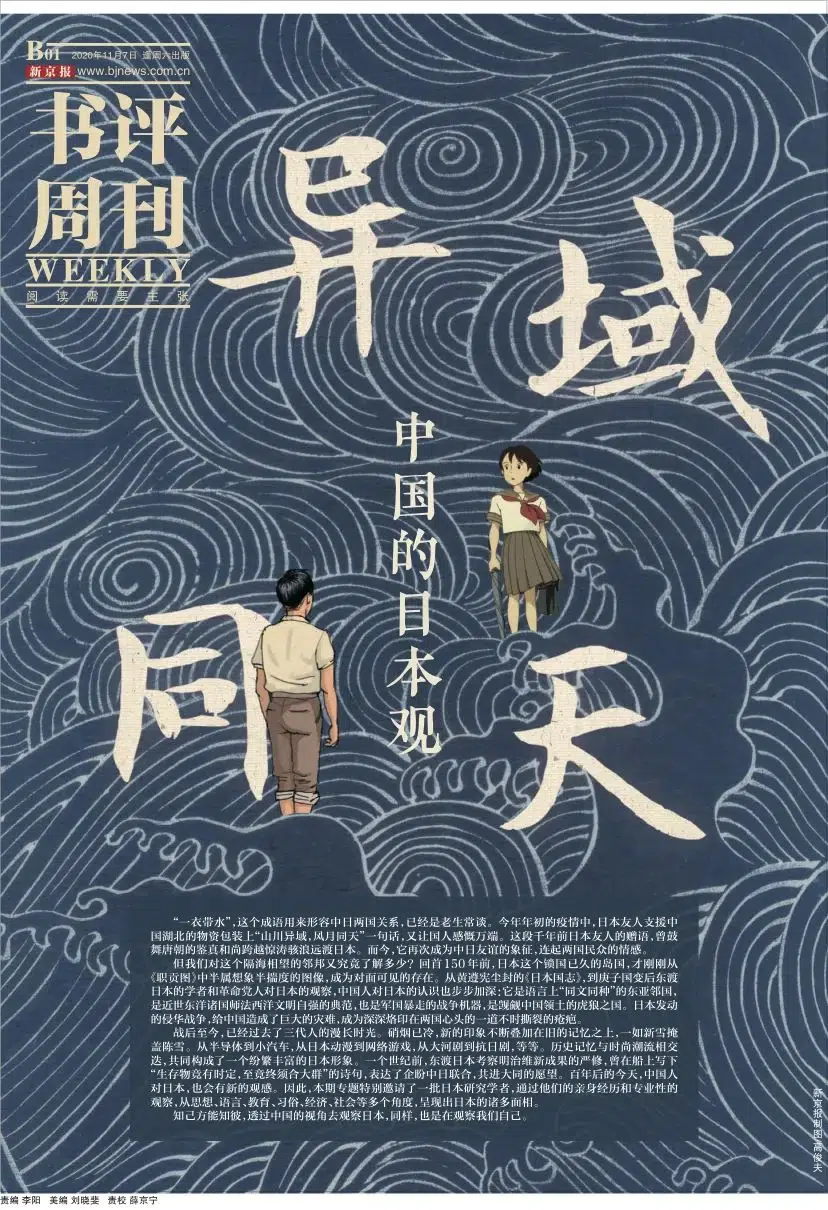 B01 2020年11月7日 逢周六出版
新京报 www.bjnews.com.cn
书评
周刊
WEEKLY
阅读需要主张
异域
同天
中国的日本观
“一衣带水”,这个成语用来形容中日两国关系,已经是老生常谈。今年年初的疫情中,日本友人支援中
国湖北的物资包装上“山川异域,风月同天”一句话,又让国人感慨万端。这段千年前日本友人的赠语,曾鼓
舞唐朝的鉴真和尚跨越惊涛骇浪远渡日本。而今,它再次成为中日友谊的象征,连起两国民众的情感。
但我们对这个隔海相望的邻邦又究竟了解多少？回首150年前,日本这个锁国已久的岛国,才刚刚从
《职贡图》中半属想象半揣度的图像,成为对面可见的存在。从黄遵宪尘封的《日本国志》,到庚子国变后东渡
日本的学者和革命党人对日本的观察,中国人对日本的认识也步步加深:它是语言上“同文同种”的东亚邻国,
是近世东洋诸国师法西洋文明自强的典范,也是军国暴走的战争机器,是觊觎中国领土的虎狼之国。日本发动
的侵华战争,给中国造成了巨大的灾难,成为深深烙印在两国心头的一道不时撕裂的疮疤。
战后至今,已经过去了三代人的漫长时光。硝烟已冷,新的印象不断叠加在旧的记忆之上,一如新雪掩
盖陈雪。从半导体到小汽车,从日本动漫到网络游戏,从大河剧到抗日剧,等等。历史记忆与时尚潮流相交
迭,共同构成了一个纷繁丰富的日本形象。一个世纪前,东渡日本考察明治维新成果的严修,曾在船上写下
“生存物竞有时定,至竟终须合大群”的诗句,表达了企盼中日联合,共进大同的愿望。百年后的今天,中国人
对日本,也会有新的观感。因此,本期专题特别邀请了一批日本研究学者,通过他们的亲身经历和专业性的
观察,从思想、语言、教育、习俗、经济、社会等多个角度,呈现出日本的诸多面相。
知己方能知彼,透过中国的视角去观察日本,同样,也是在观察我们自己。
新京报制图/高俊夫
责编 李阳 美编 刘晓斐 责校 薛京宁